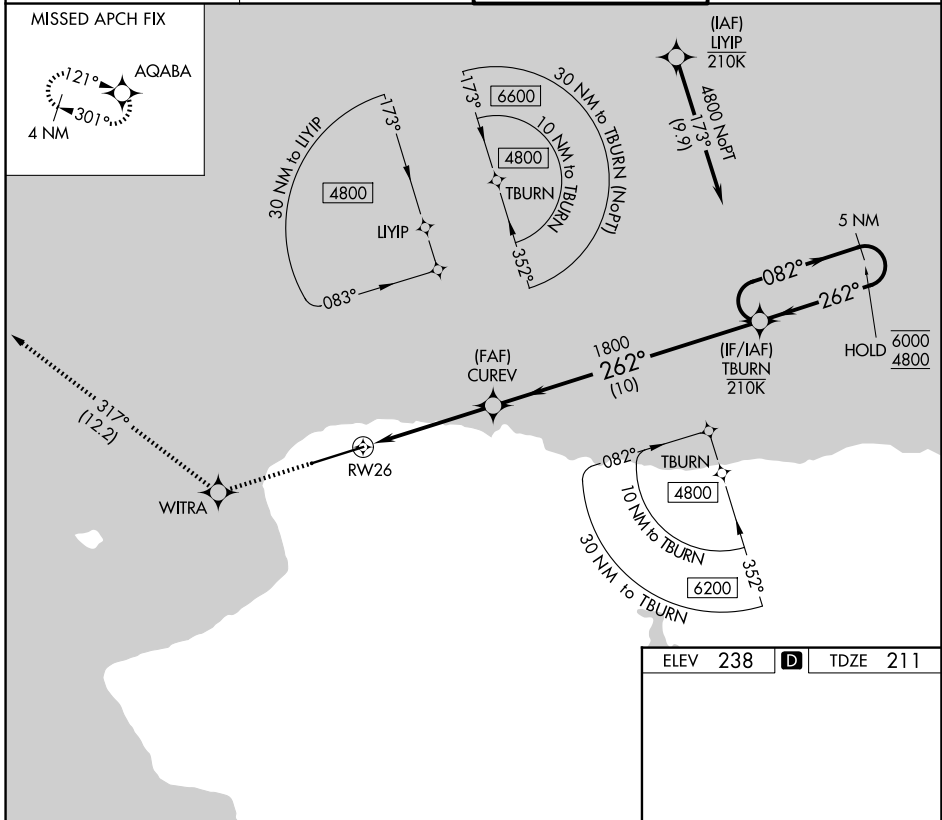 MISSED APCH FIX
AQABA
121°
301°
4 NM
(IAF)
LIYIP
210K
4800 NoPT
173°
(9.9)
30 NM to LIYIP
173°
4800
LIYIP
083°
173°
6600
30 NM to TBURN (NoPT)
4800
10 NM to TBURN
TBURN
352°
5 NM
082°
262°
HOLD 6000
4800
(IF/IAF)
TBURN
210K
1800
262°
(10)
(FAF)
CUREV
RW26
WITRA
317°
(12.2)
082°
TBURN
4800
10 NM to TBURN
30 NM to TBURN
6200
352°
ELEV 238 D TDZE 211